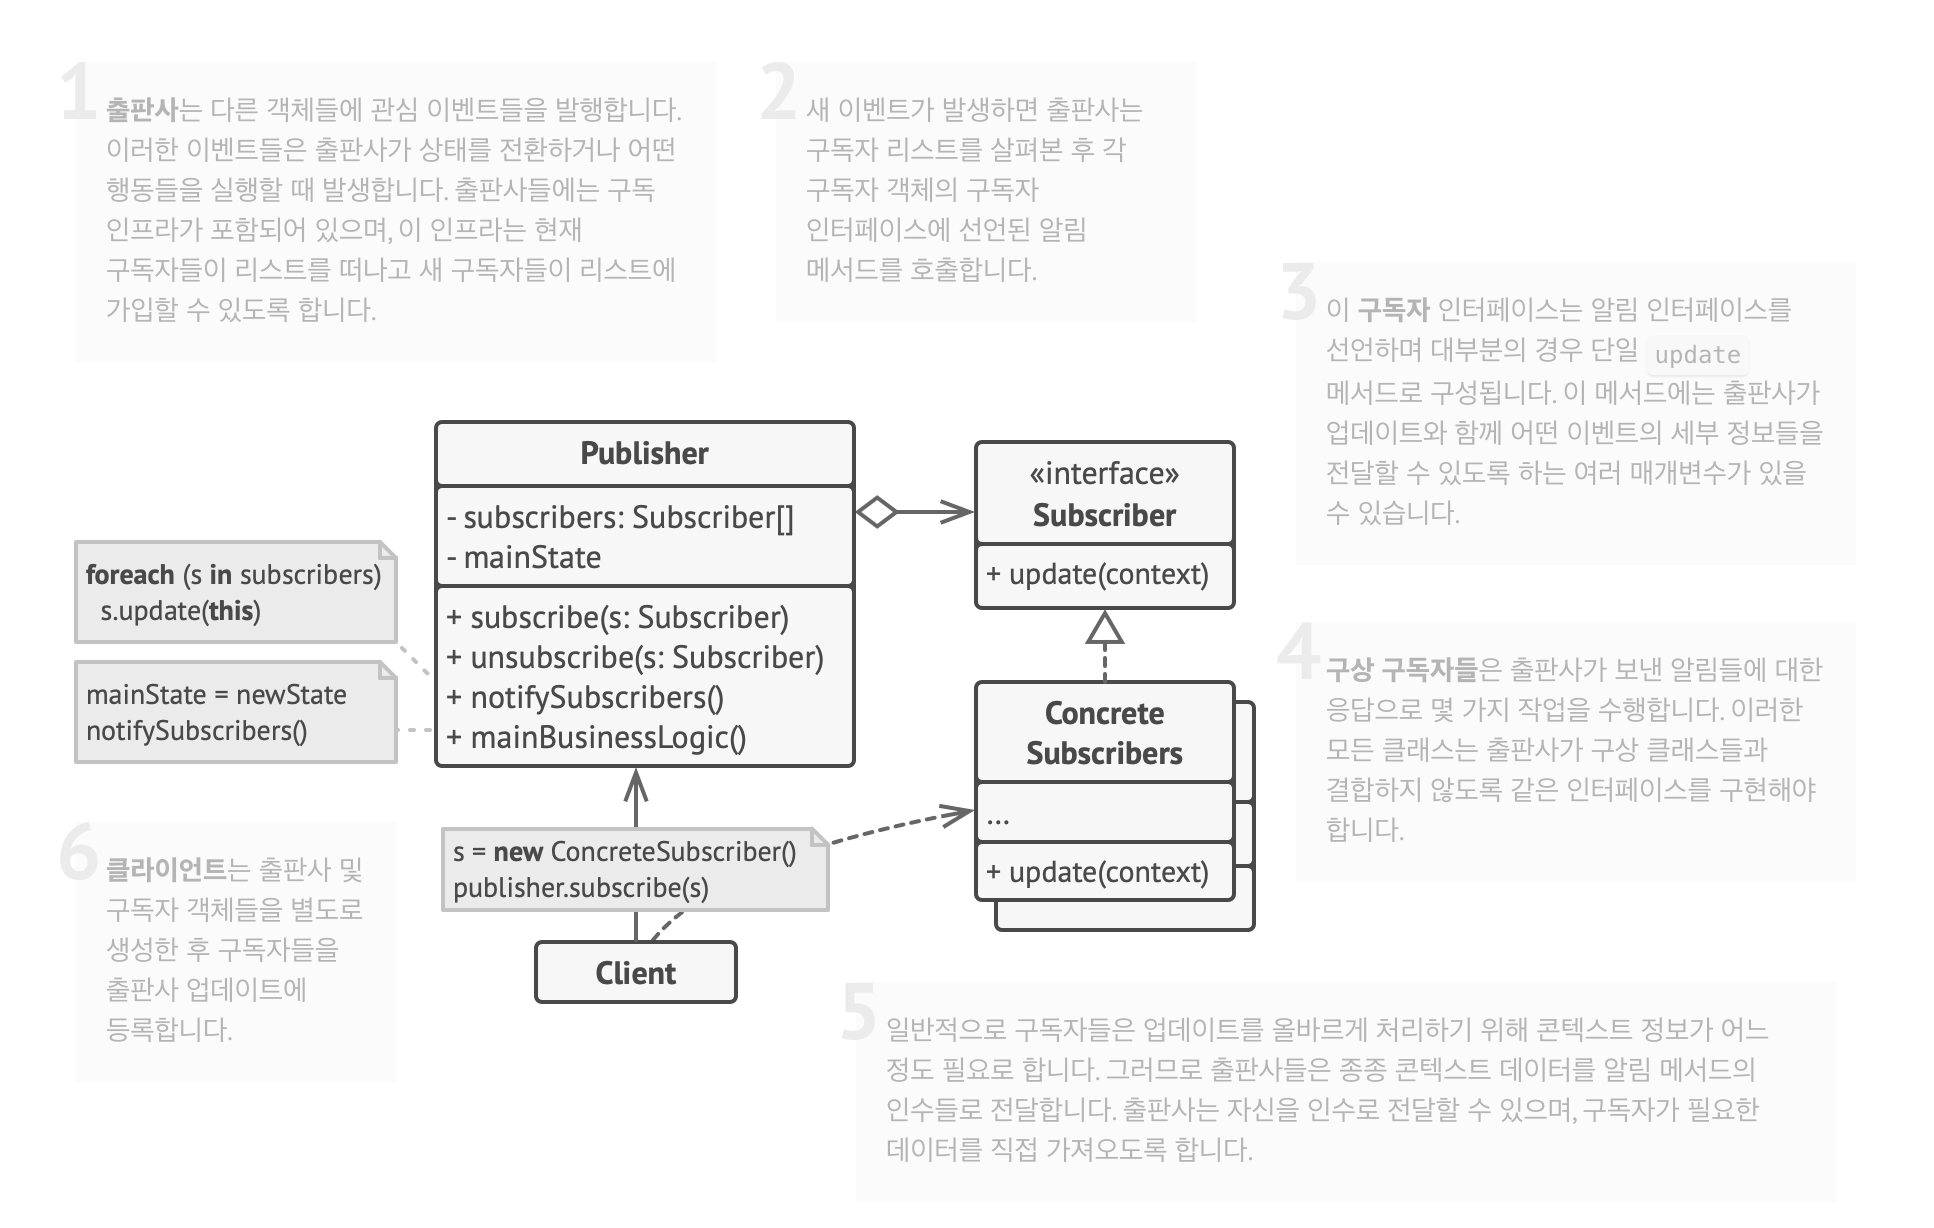 1
출판사는 다른 객체들에 관심 이벤트들을 발행합니다.
이러한 이벤트들은 출판사가 상태를 전환하거나 어떤
행동들을 실행할 때 발생합니다. 출판사들에는 구독
인프라가 포함되어 있으며, 이 인프라는 현재
구독자들이 리스트를 떠나고 새 구독자들이 리스트에
가입할 수 있도록 합니다.
2
새 이벤트가 발생하면 출판사는
구독자 리스트를 살펴본 후 각
구독자 객체의 구독자
인터페이스에 선언된 알림
메서드를 호출합니다.
3
이 구독자 인터페이스는 알림 인터페이스를
선언하며 대부분의 경우 단일 update
메서드로 구성됩니다. 이 메서드에는 출판사가
업데이트와 함께 어떤 이벤트의 세부 정보들을
전달할 수 있도록 하는 여러 매개변수가 있을
수 있습니다.
Publisher
- subscribers: Subscriber[]
- mainState
+ subscribe(s: Subscriber)
+ unsubscribe(s: Subscriber)
+ notifySubscribers()
+ mainBusinessLogic()
«interface»
Subscriber
+ update(context)
foreach (s in subscribers)
s.update(this)
mainState = newState
notifySubscribers()
Concrete
Subscribers
...
+ update(context)
4
구상 구독자들은 출판사가 보낸 알림들에 대한
응답으로 몇 가지 작업을 수행합니다. 이러한
모든 클래스는 출판사가 구상 클래스들과
결합하지 않도록 같은 인터페이스를 구현해야
합니다.
s = new ConcreteSubscriber()
publisher.subscribe(s)
Client
6
클라이언트는 출판사 및
구독자 객체들을 별도로
생성한 후 구독자들을
출판사 업데이트에
등록합니다.
5
일반적으로 구독자들은 업데이트를 올바르게 처리하기 위해 콘텍스트 정보가 어느
정도 필요로 합니다. 그러므로 출판사들은 종종 콘텍스트 데이터를 알림 메서드의
인수들로 전달합니다. 출판사는 자신을 인수로 전달할 수 있으며, 구독자가 필요한
데이터를 직접 가져오도록 합니다.